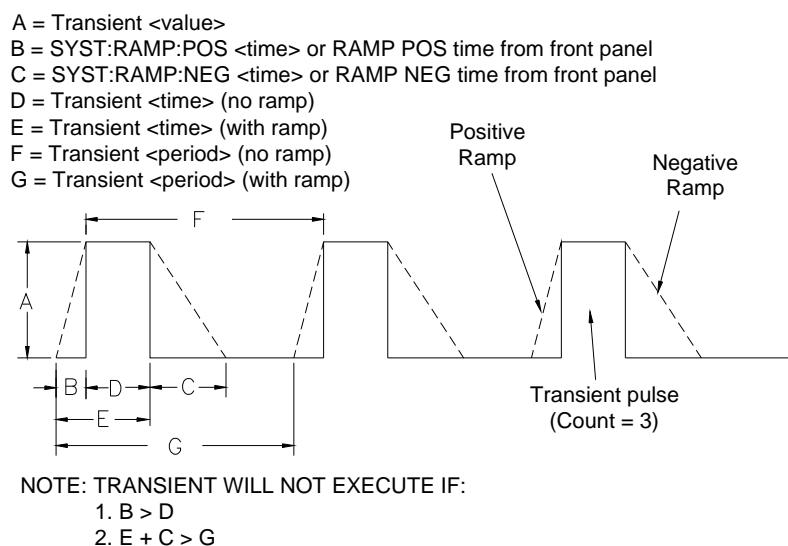 A = Transient <value>
B = SYST:RAMP:POS <time> or RAMP POS time from front panel
C = SYST:RAMP:NEG <time> or RAMP NEG time from front panel
D = Transient <time> (no ramp)
E = Transient <time> (with ramp)
F = Transient <period> (no ramp)
G = Transient <period> (with ramp)
Positive
Ramp
Negative
Ramp
F
A
B
D
C
E
G
Transient pulse
(Count = 3)
NOTE: TRANSIENT WILL NOT EXECUTE IF:
1. B > D
2. E + C > G